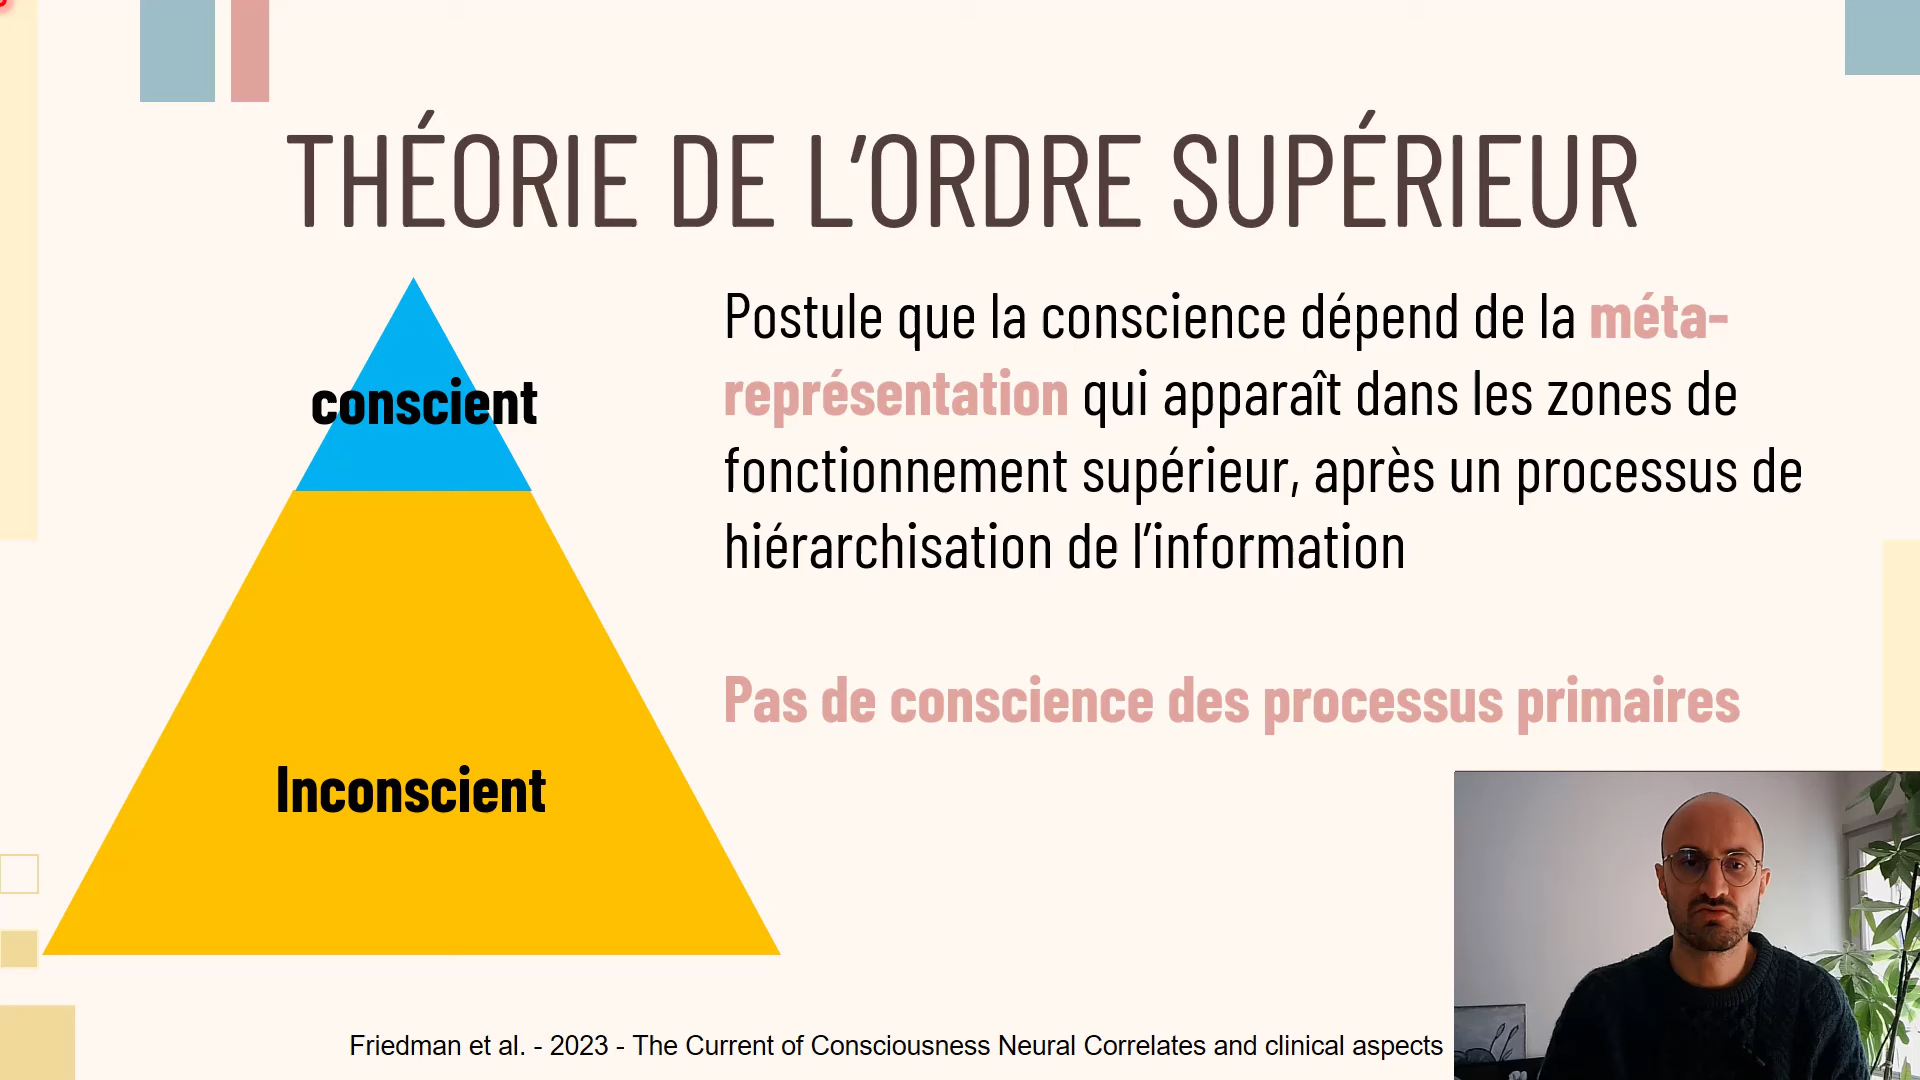 THÉORIE DE L’ORDRE SUPÉRIEUR
conscient
Inconscient
Postule que la conscience dépend de la méta-
représentation qui apparaît dans les zones de
fonctionnement supérieur, après un processus de
hiérarchisation de l’information
Pas de conscience des processus primaires
Friedman et al. - 2023 - The Current of Consciousness Neural Correlates and clinical aspects